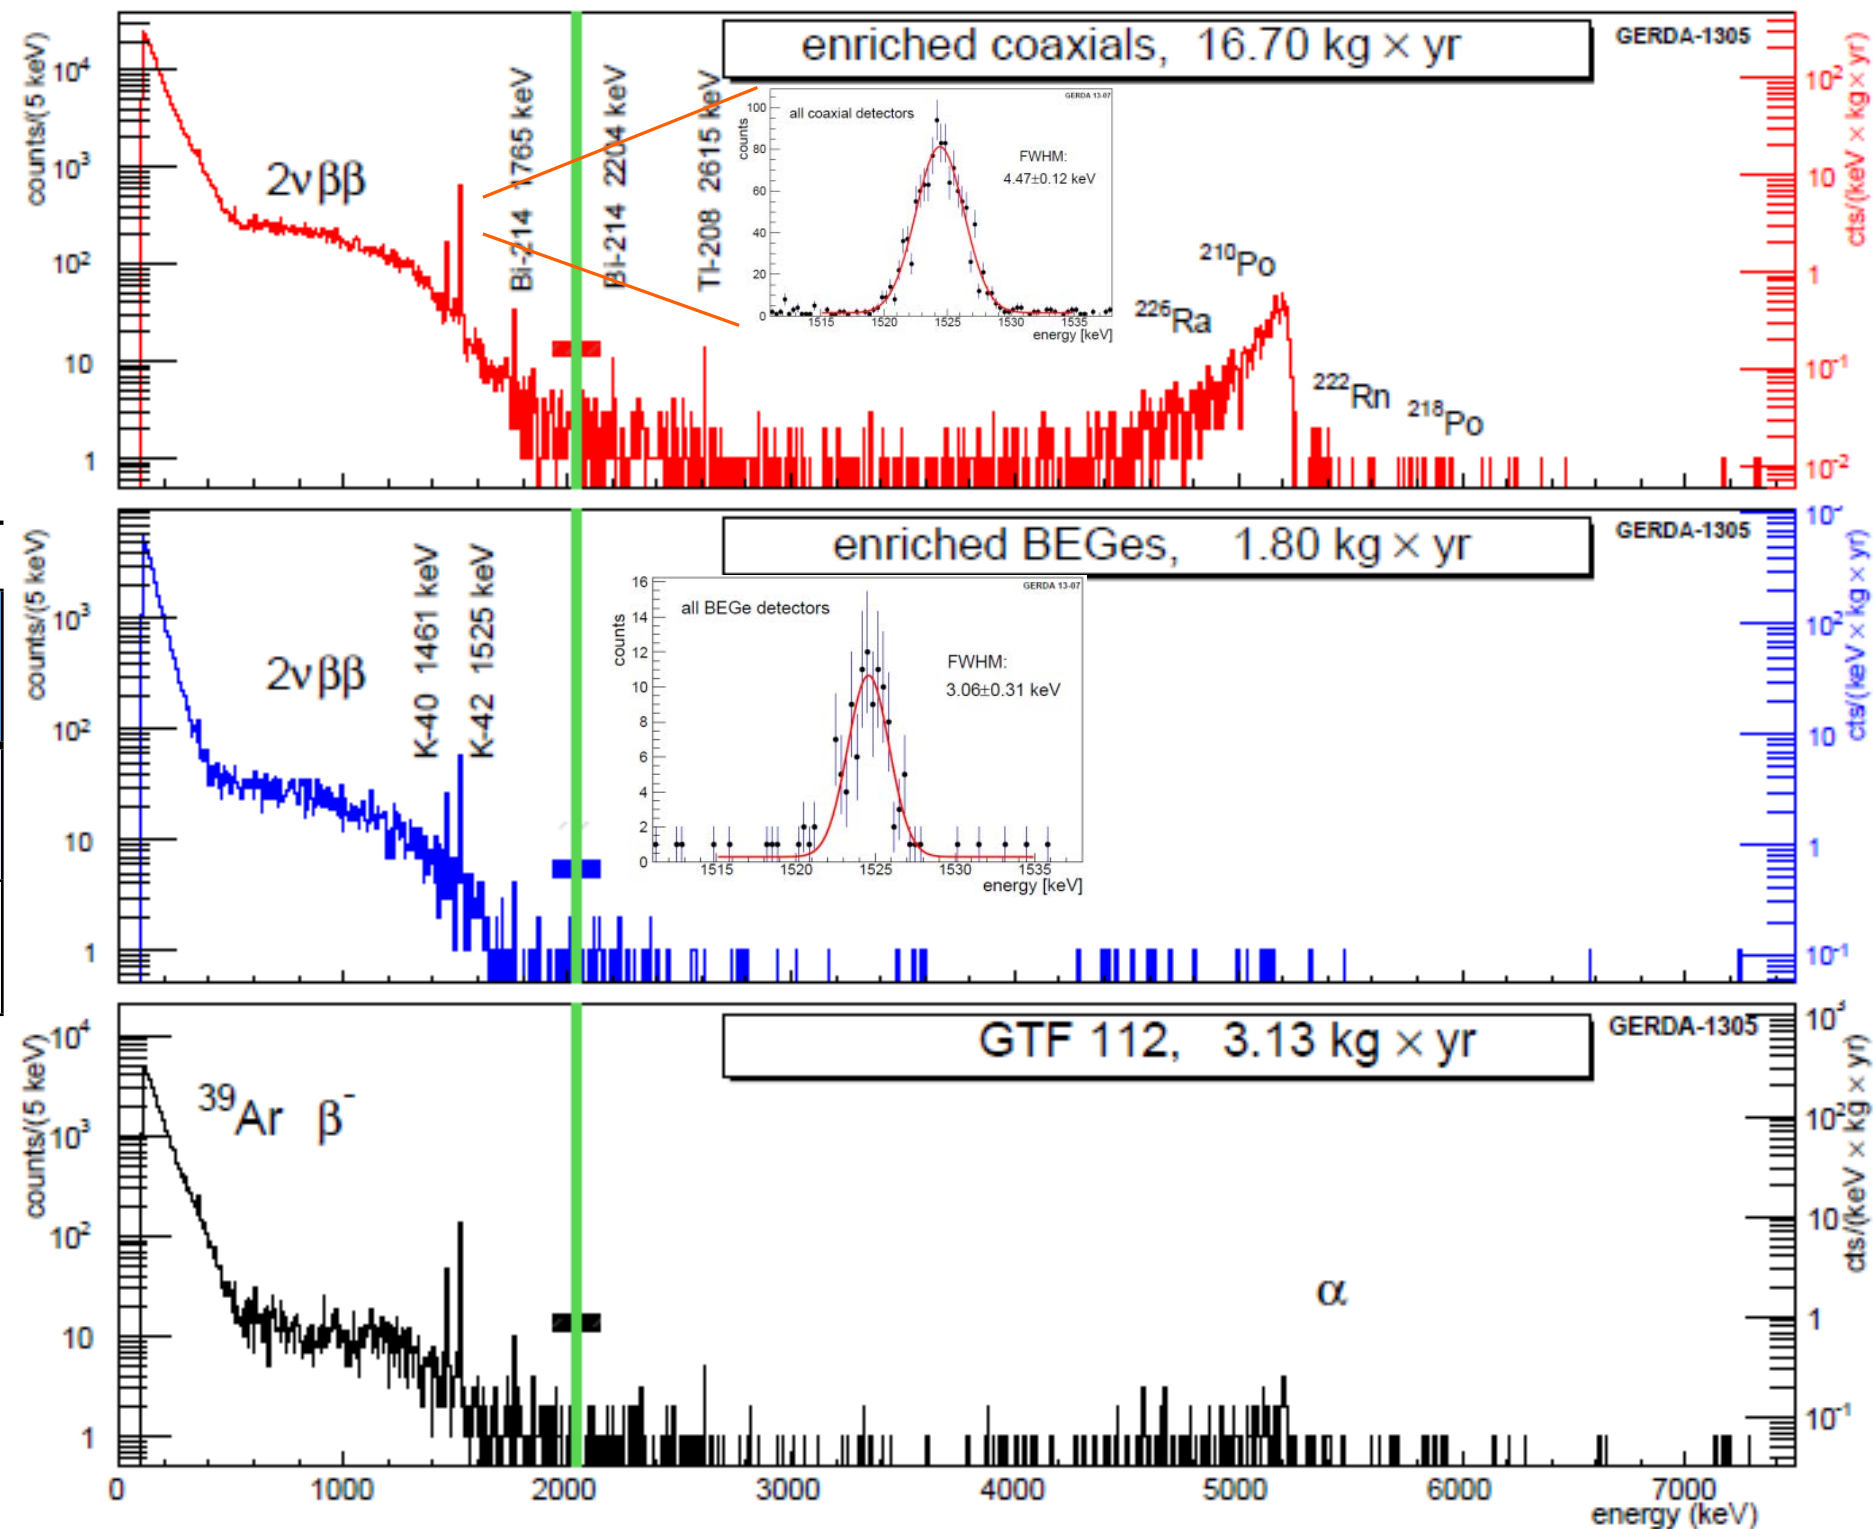 enriched coaxials, 16.70 kg × yr
GERDA-1305
counts/(5 keV)
10⁴
10³
10²
10
1
cts/(keV × kg × yr)
10²
10
1
10⁻¹
10⁻²
2νββ
Bi-214 1765 keV
Bi-214 2204 keV
Tl-208 2615 keV
GERDA 13-07
all coaxial detectors
FWHM:
4.47±0.12 keV
counts
100
80
60
40
20
0
1515 1520 1525 1530 1535
energy [keV]
²¹⁰Po
²²⁶Ra
²²²Rn
²¹⁸Po
enriched BEGes, 1.80 kg × yr
GERDA-1305
counts/(5 keV)
10³
10²
10
1
cts/(keV × kg × yr)
10²
10
1
10⁻¹
2νββ
K-40 1461 keV
K-42 1525 keV
GERDA 13-07
all BEGe detectors
FWHM:
3.06±0.31 keV
counts
16
14
12
10
8
6
4
2
0
1515 1520 1525 1530 1535
energy [keV]
GTF 112, 3.13 kg × yr
GERDA-1305
counts/(5 keV)
10⁴
10³
10²
10
1
cts/(keV × kg × yr)
10³
10²
10
1
10⁻¹
³⁹Ar β⁻
α
0 1000 2000 3000 4000 5000 6000 7000
energy (keV)